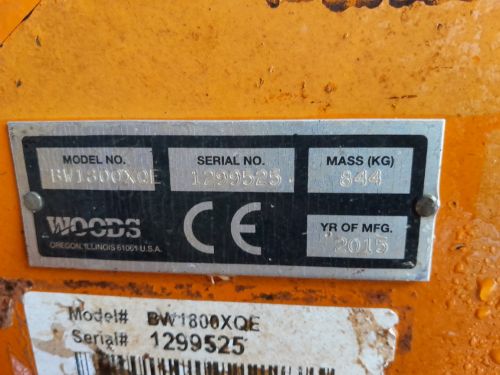 MODEL NO. SERIAL NO. MASS (KG)
BW1800XQE 1299525 844
WOODS CE YR OF MFG.
OREGON, ILLINOIS 61061 U.S.A. 2015
Model# BW1800XQE
Serial# 1299525